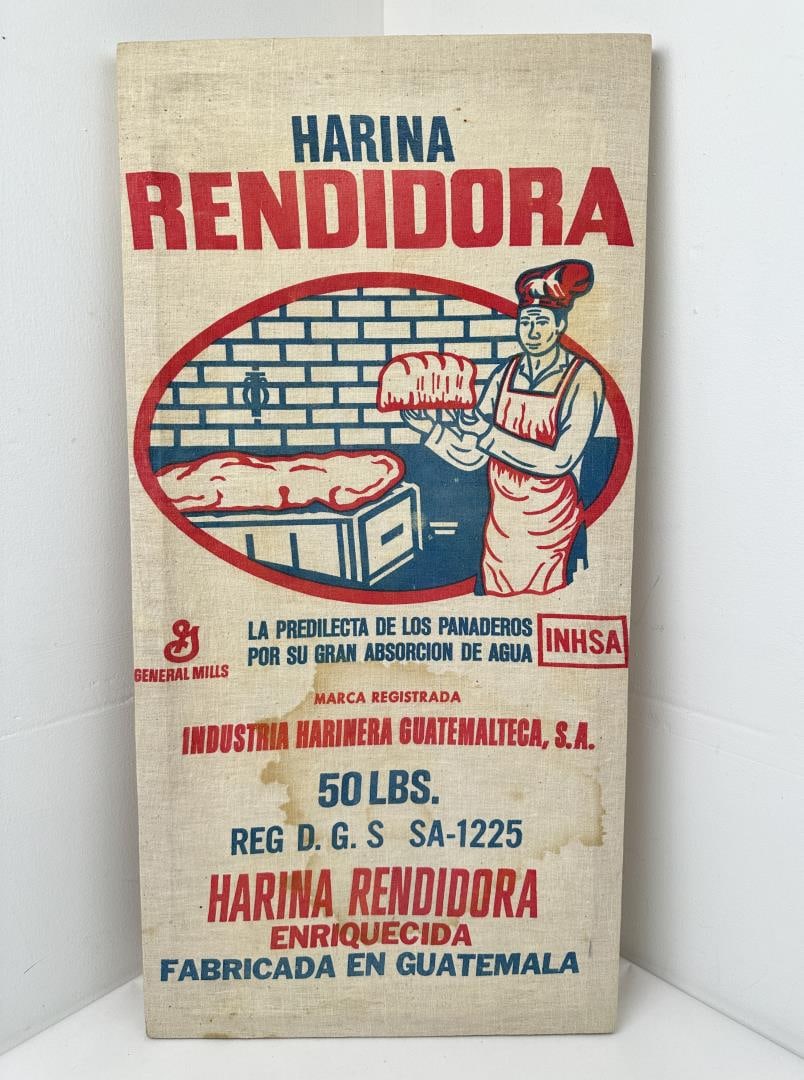 HARINA
RENDIDORA
LA PREDILECTA DE LOS PANADEROS
POR SU GRAN ABSORCION DE AGUA
INHSA
GENERAL MILLS
MARCA REGISTRADA
INDUSTRIA HARINERA GUATEMALTECA, S.A.
50 LBS.
REG D. G. S SA-1225
HARINA RENDIDORA
ENRIQUECIDA
FABRICADA EN GUATEMALA